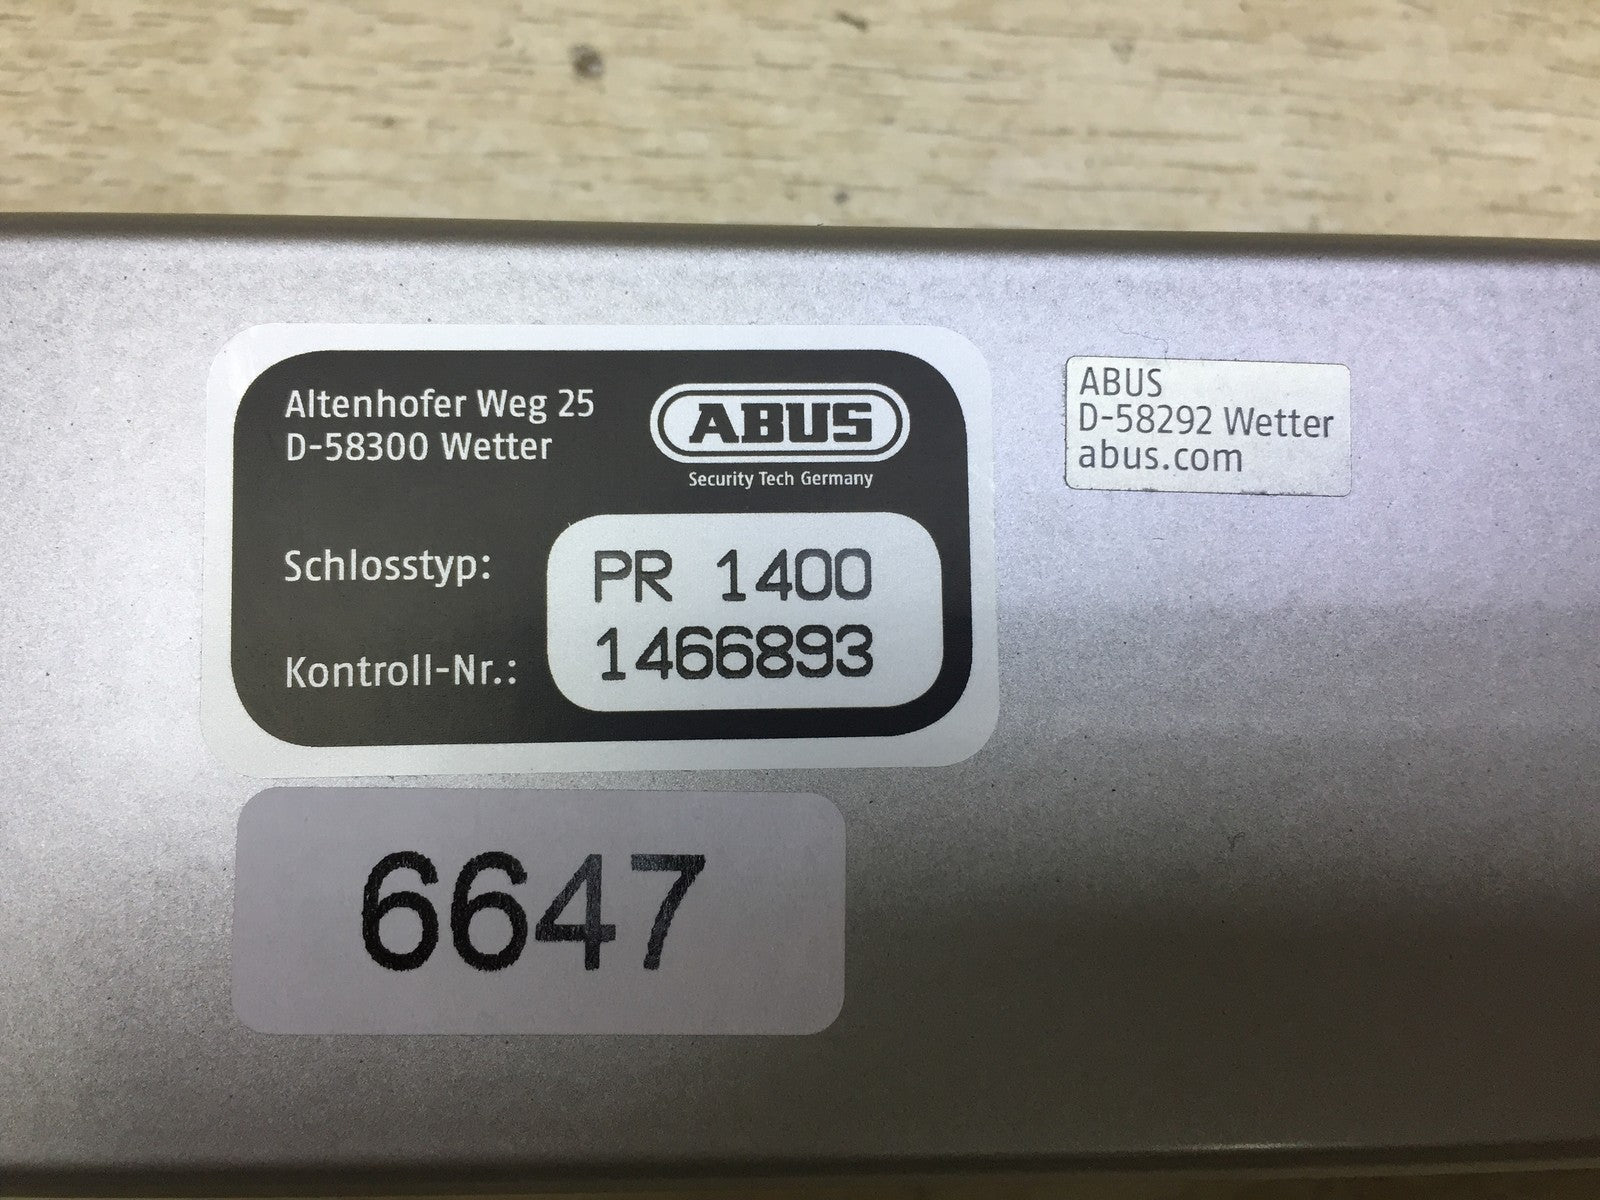 Altenhofer Weg 25
D-58300 Wetter
ABUS
Security Tech Germany
Schlosstyp: PR 1400
Kontroll-Nr.: 1466893
6647
ABUS
D-58292 Wetter
abus.com